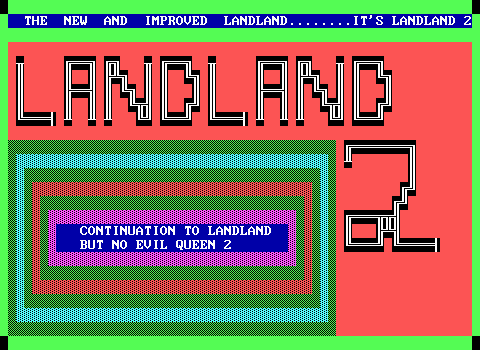 THE NEW AND IMPROVED LANDLAND........IT'S LANDLAND 2
LANDLAND
2
CONTINUATION TO LANDLAND
BUT NO EVIL QUEEN 2